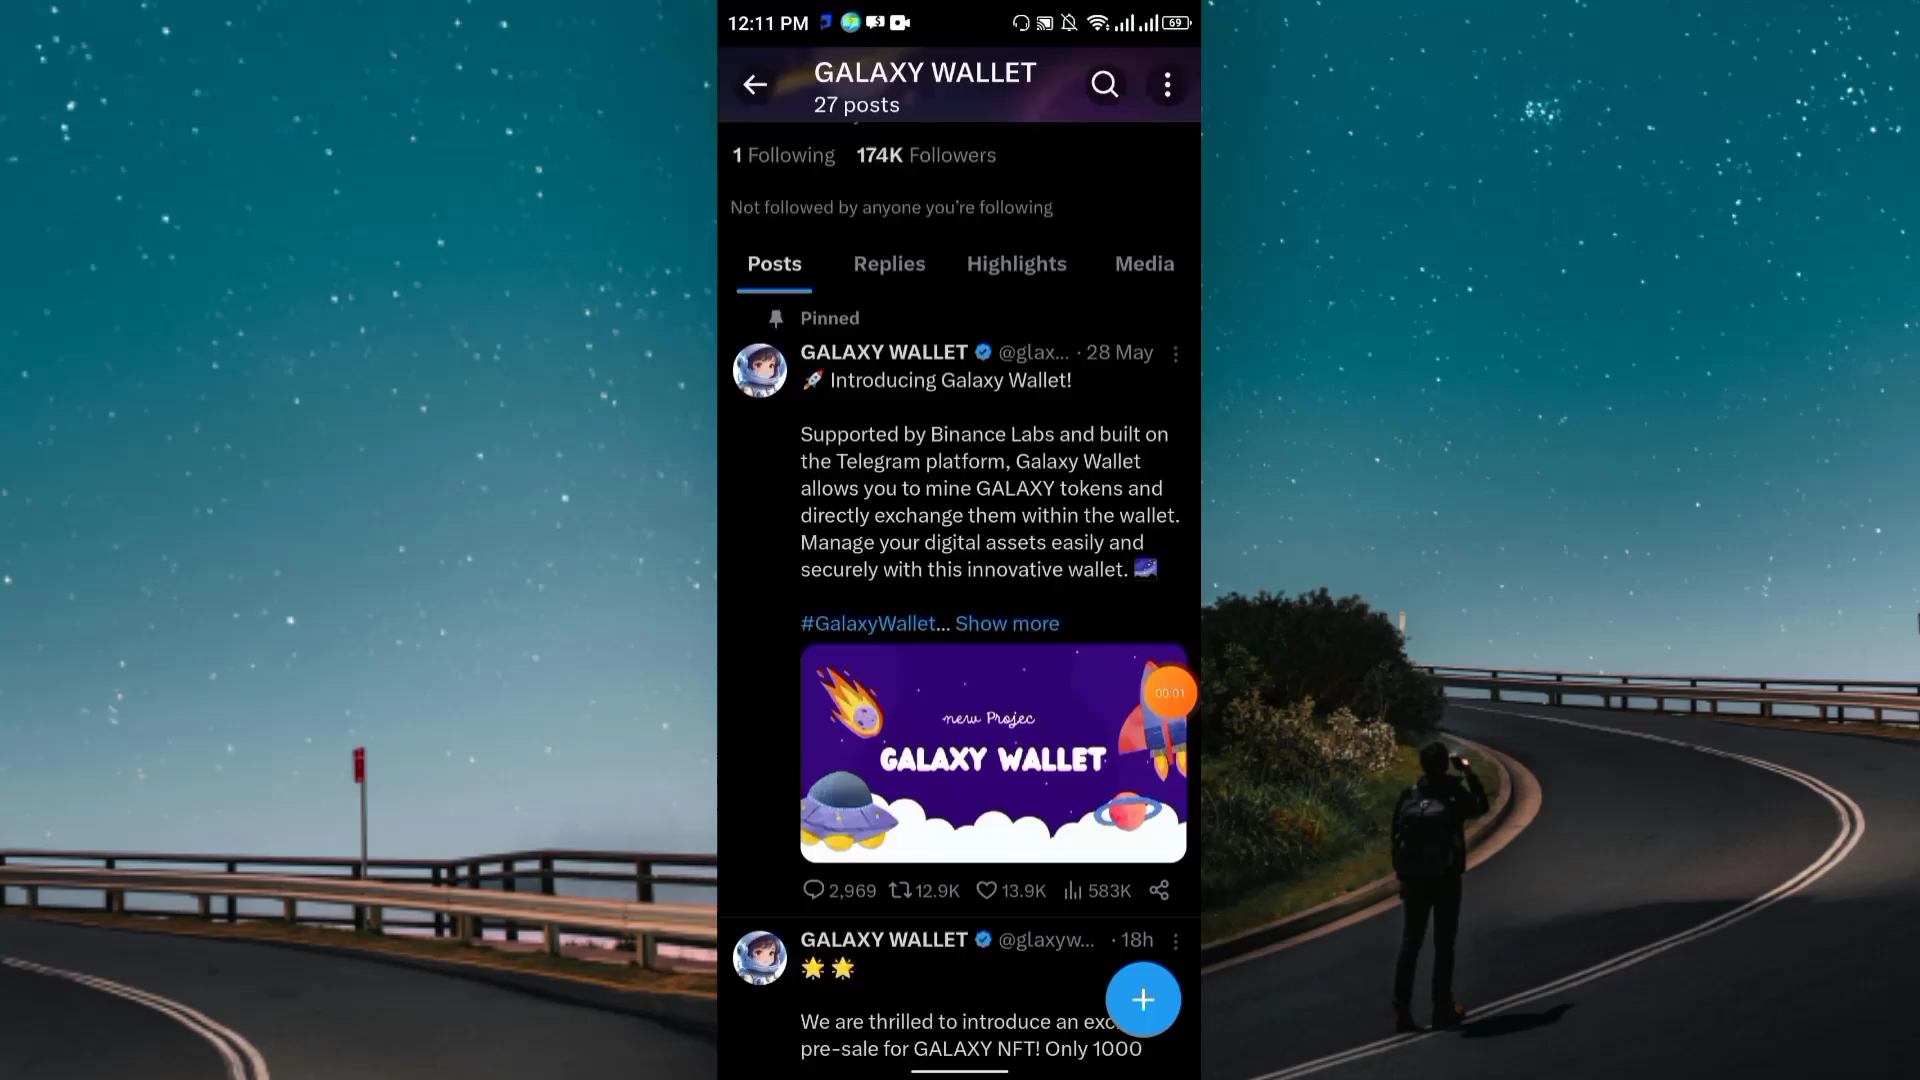 12:11 PM
69
GALAXY WALLET
27 posts
1 Following 174K Followers
Not followed by anyone you're following
Posts Replies Highlights Media
Pinned
GALAXY WALLET @glax... · 28 May
🚀 Introducing Galaxy Wallet!
Supported by Binance Labs and built on
the Telegram platform, Galaxy Wallet
allows you to mine GALAXY tokens and
directly exchange them within the wallet.
Manage your digital assets easily and
securely with this innovative wallet. 🌌
#GalaxyWallet... Show more
00:01
new Projec
GALAXY WALLET
2,969 12.9K 13.9K 583K
GALAXY WALLET @glaxyw... · 18h
🌟 🌟
We are thrilled to introduce an exc
pre-sale for GALAXY NFT! Only 1000